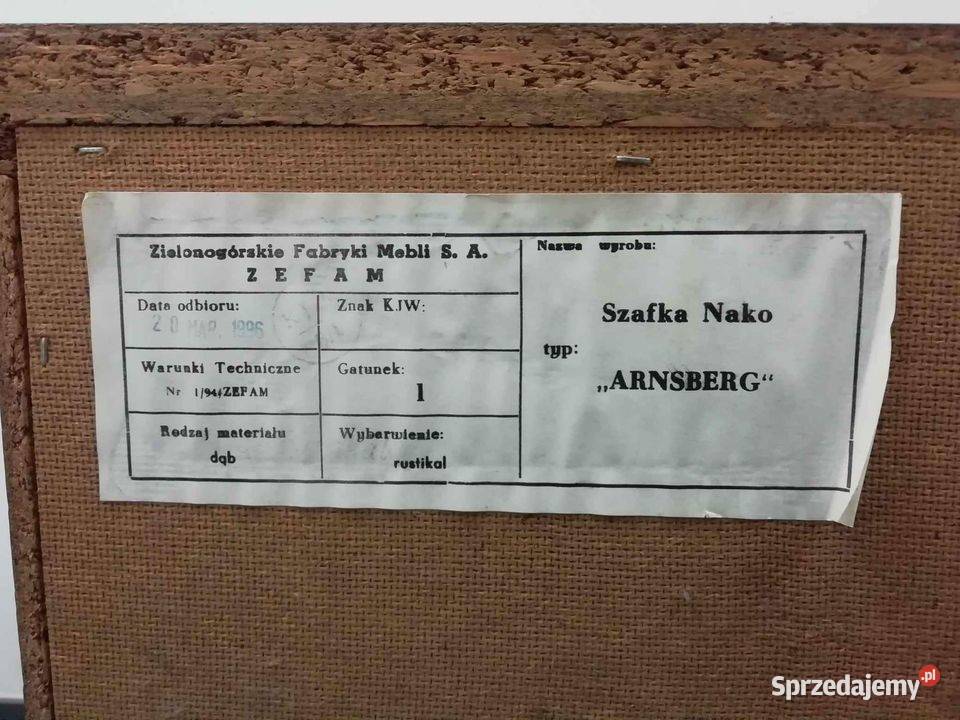 Zielonogórskie Fabryki Mebli S. A.
Z E F A M
Data odbioru:
20 MAR. 1996
Znak KJW:
Warunki Techniczne
Nr 1/94/ZEFAM
Gatunek:
1
Rodzaj materiału
dąb
Wybarwienie:
rustikal
Nazwa wyrobu:
Szafka Nako
typ:
„ARNSBERG“
Sprzedajemy.pl